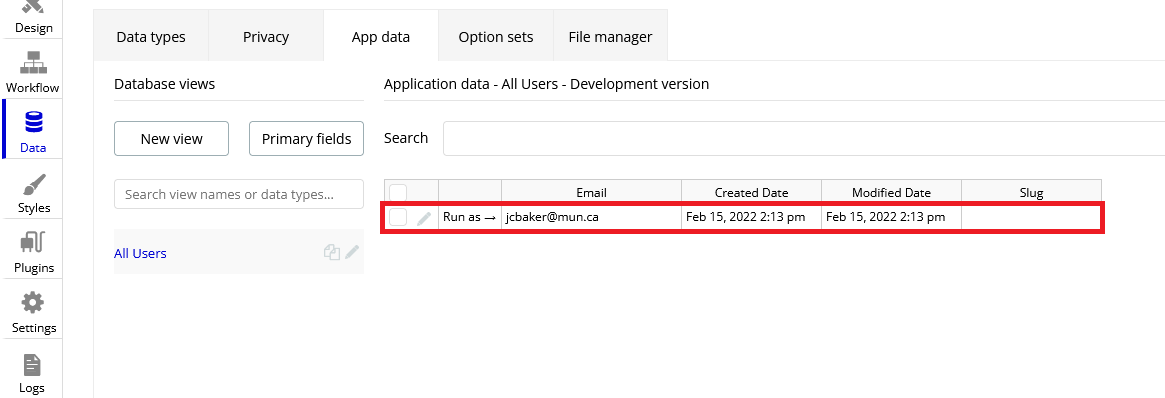 Design
Workflow
Data
Styles
Plugins
Settings
Logs
Data types
Privacy
App data
Option sets
File manager
Database views
New view
Primary fields
Search view names or data types...
All Users
Application data - All Users - Development version
Search
Email Created Date Modified Date Slug
Run as → jcbaker@mun.ca Feb 15, 2022 2:13 pm Feb 15, 2022 2:13 pm